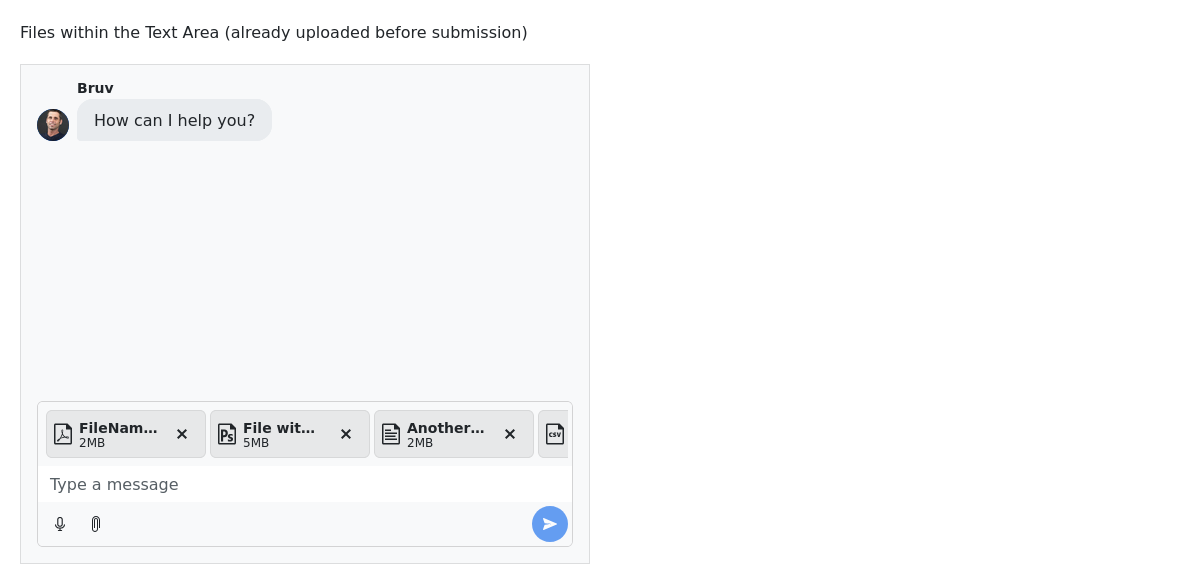 Files within the Text Area (already uploaded before submission)
Bruv
How can I help you?
FileNam...
2MB
Ps
File wit...
5MB
Another...
2MB
csv
Type a message